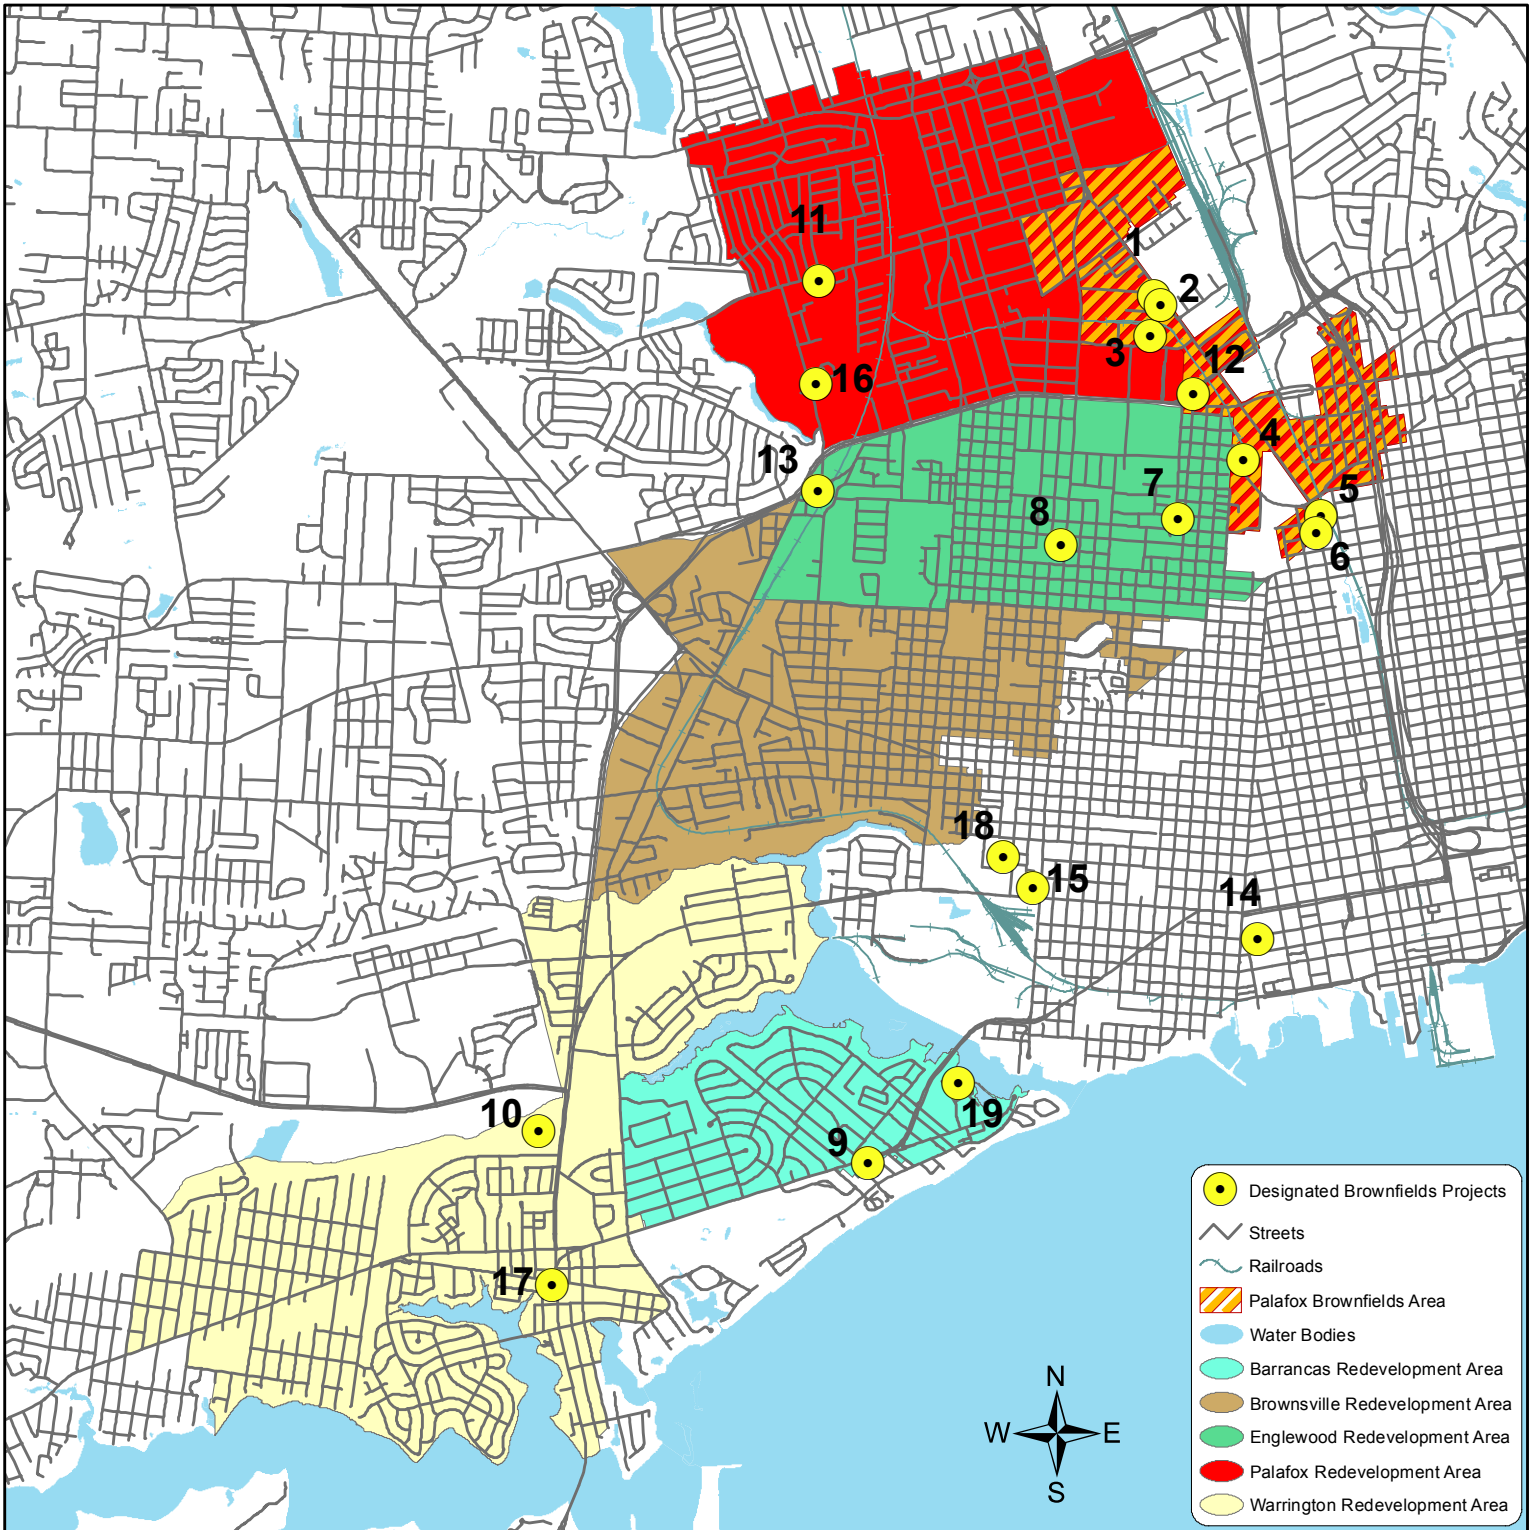 11
1
2
3
12
16
4
13
7
5
8
6
18
15
14
10
19
9
17
N
W E
S
Designated Brownfields Projects
Streets
Railroads
Palafox Brownfields Area
Water Bodies
Barrancas Redevelopment Area
Brownsville Redevelopment Area
Englewood Redevelopment Area
Palafox Redevelopment Area
Warrington Redevelopment Area